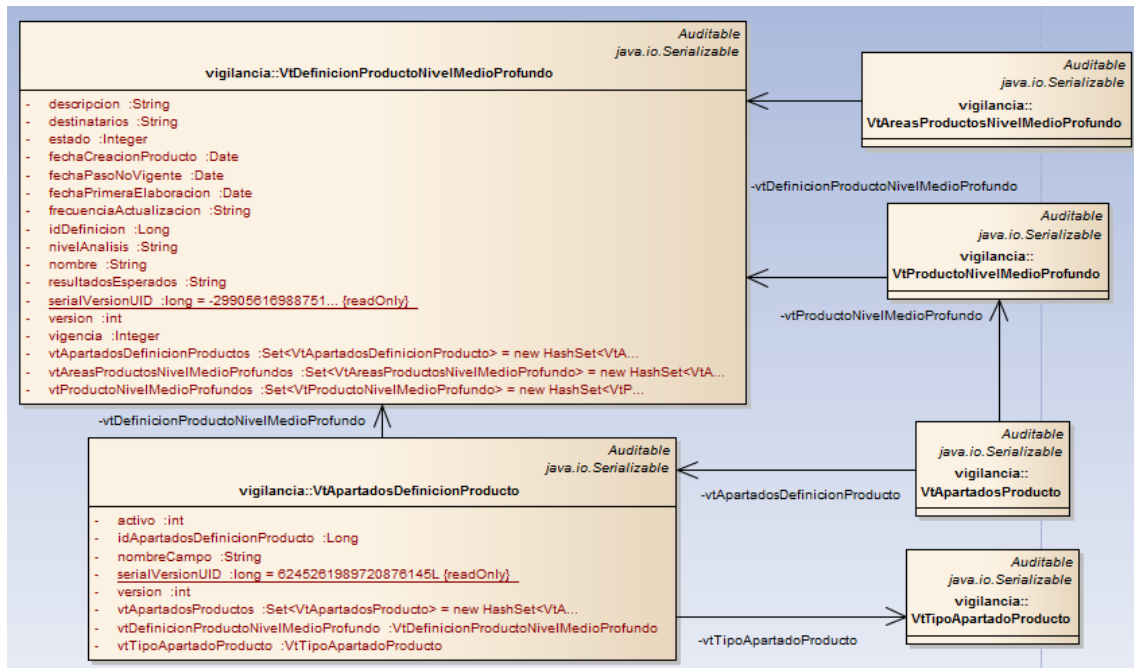 Auditable
java.io.Serializable
vigilancia::VtDefinicionProductoNivelMedioProfundo
- descripcion :String
- destinatarios :String
- estado :Integer
- fechaCreacionProducto :Date
- fechaPasoNoVigente :Date
- fechaPrimeraElaboracion :Date
- frecuenciaActualizacion :String
- idDefinicion :Long
- nivelAnalisis :String
- nombre :String
- resultadosEsperados :String
- serialVersionUID :long = -29905616988751... {readOnly}
- version :int
- vigencia :Integer
- vtApartadosDefinicionProductos :Set<VtApartadosDefinicionProducto> = new HashSet<VtA...
- vtAreasProductosNivelMedioProfundos :Set<VtAreasProductosNivelMedioProfundo> = new HashSet<VtA...
- vtProductoNivelMedioProfundos :Set<VtProductoNivelMedioProfundo> = new HashSet<VtP...
Auditable
java.io.Serializable
vigilancia::
VtAreasProductosNivelMedioProfundo
-vtDefinicionProductoNivelMedioProfundo
Auditable
java.io.Serializable
vigilancia::
VtProductoNivelMedioProfundo
-vtProductoNivelMedioProfundo
-vtDefinicionProductoNivelMedioProfundo
Auditable
java.io.Serializable
vigilancia::VtApartadosDefinicionProducto
- activo :int
- idApartadosDefinicionProducto :Long
- nombreCampo :String
- serialVersionUID :long = 6245261989720876145L {readOnly}
- version :int
- vtApartadosProductos :Set<VtApartadosProducto> = new HashSet<VtA...
- vtDefinicionProductoNivelMedioProfundo :VtDefinicionProductoNivelMedioProfundo
- vtTipoApartadoProducto :VtTipoApartadoProducto
Auditable
java.io.Serializable
vigilancia::
VtApartadosProducto
-vtApartadosDefinicionProducto
Auditable
java.io.Serializable
vigilancia::
VtTipoApartadoProducto
-vtTipoApartadoProducto